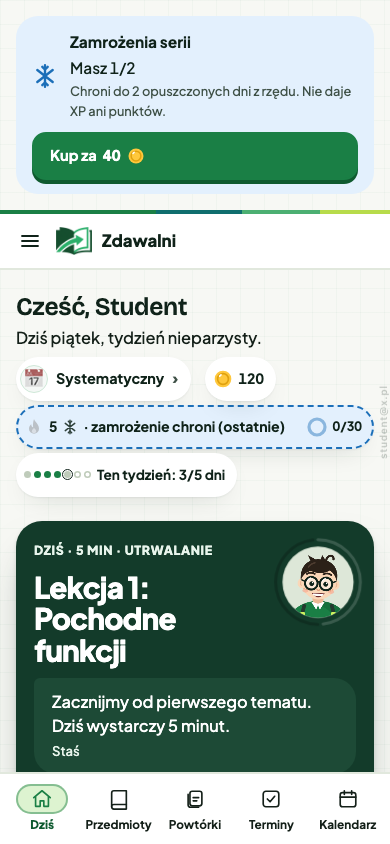 Zamrożenia serii
Masz 1/2
Chroni do 2 opuszczonych dni z rzędu. Nie daje
XP ani punktów.
Kup za 40
Zdawalni
Cześć, Student
Dziś piątek, tydzień nieparzysty.
17 Systematyczny ›
120
5 · zamrożenie chroni (ostatnie) 0/30
student@x.pl
Ten tydzień: 3/5 dni
DZIŚ · 5 MIN · UTRWALANIE
Lekcja 1:
Pochodne
funkcji
Zacznijmy od pierwszego tematu.
Dziś wystarczy 5 minut.
Staś
Dziś
Przedmioty
Powtórki
Terminy
Kalendarz